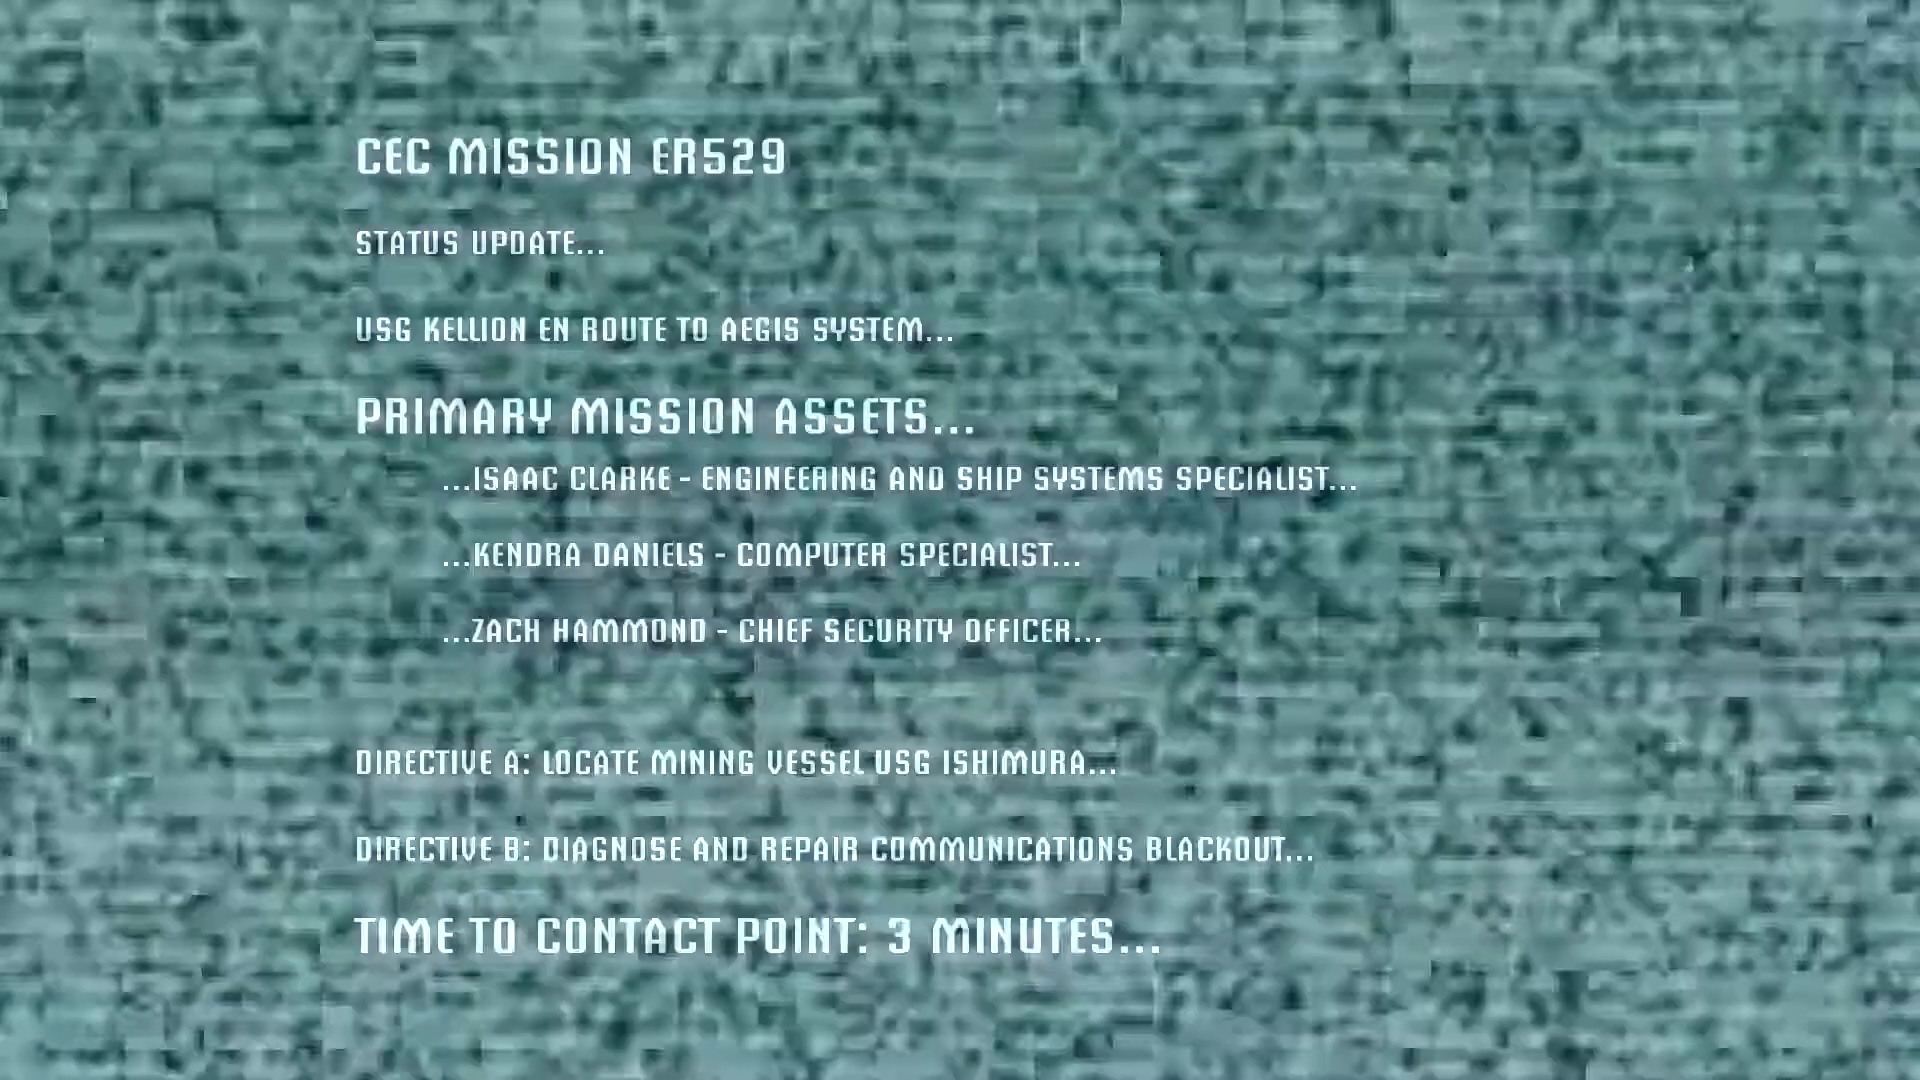 CEC MISSION ER529
STATUS UPDATE...
USG KELLION EN ROUTE TO AEGIS SYSTEM...
PRIMARY MISSION ASSETS...
...ISAAC CLARKE - ENGINEERING AND SHIP SYSTEMS SPECIALIST...
...KENDRA DANIELS - COMPUTER SPECIALIST...
...ZACH HAMMOND - CHIEF SECURITY OFFICER...
DIRECTIVE A: LOCATE MINING VESSEL USG ISHIMURA...
DIRECTIVE B: DIAGNOSE AND REPAIR COMMUNICATIONS BLACKOUT...
TIME TO CONTACT POINT: 3 MINUTES...